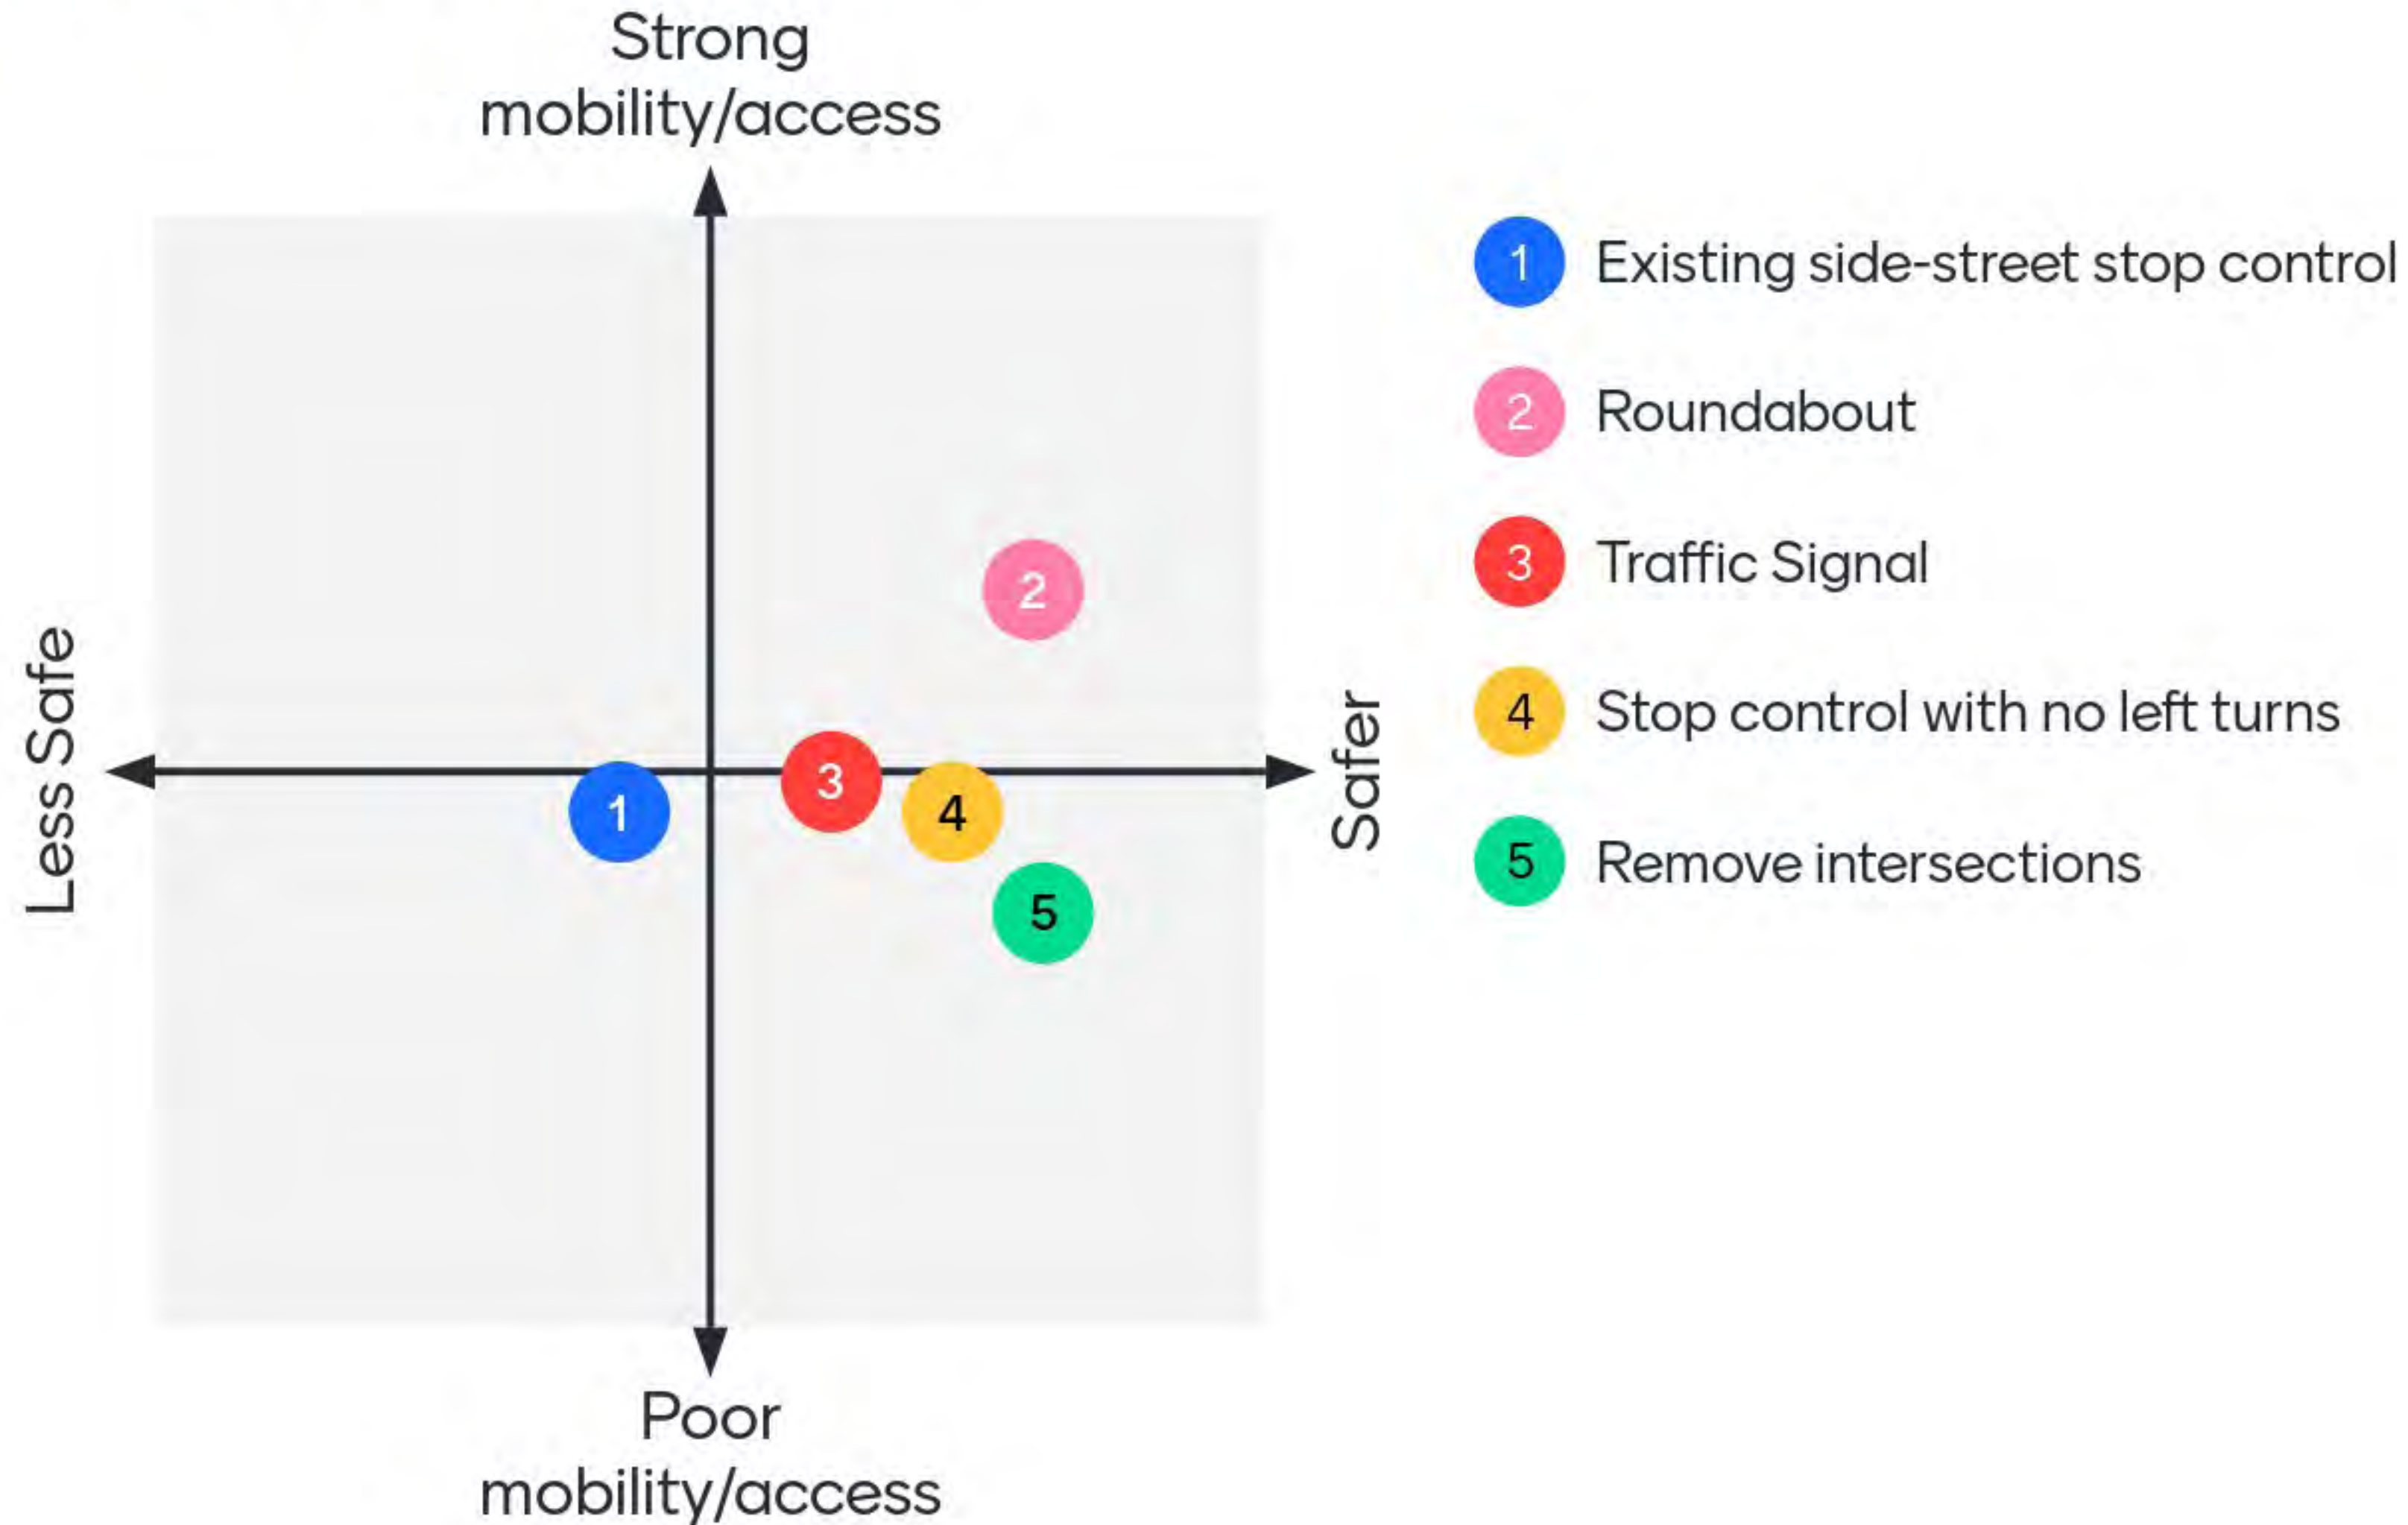 Strong
mobility/access
Less Safe
Safer
2
1
3
4
5
Poor
mobility/access
1 Existing side-street stop control
2 Roundabout
3 Traffic Signal
4 Stop control with no left turns
5 Remove intersections